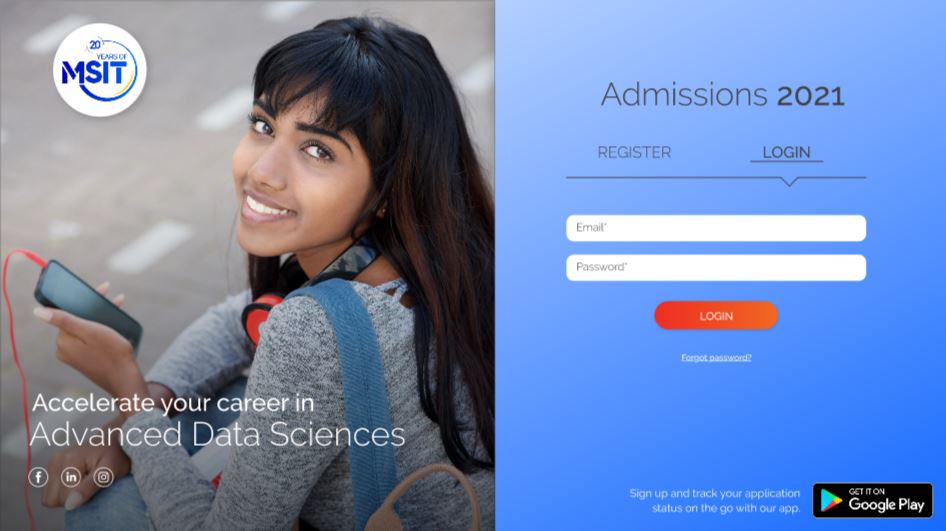 20
YEARS OF
MSIT
Accelerate your career in
Advanced Data Sciences
Admissions 2021
REGISTER
LOGIN
Email*
Password*
LOGIN
Forgot password?
Sign up and track your application
status on the go with our app.
GET IT ON
Google Play